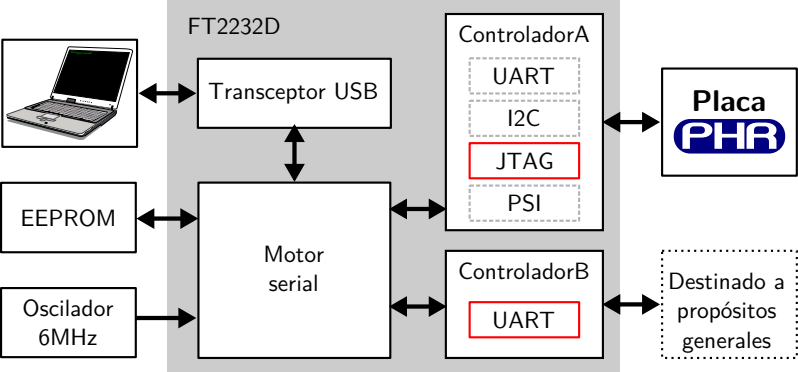 FT2232D
Transceptor USB
EEPROM
Oscilador
6MHz
Motor
serial
ControladorA
UART
I2C
JTAG
PSI
ControladorB
UART
Placa
PHR
Destinado a
propósitos
generales